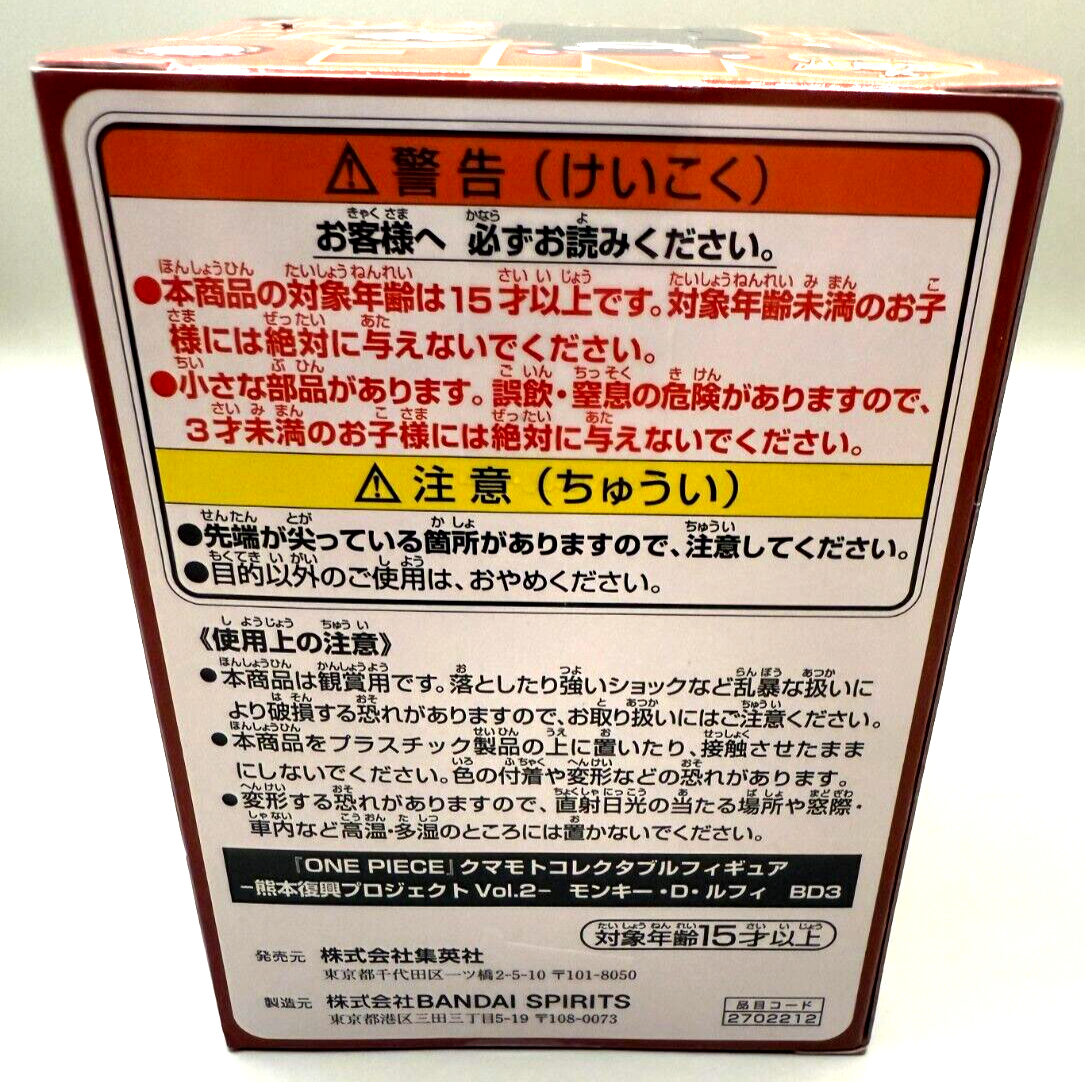 ⚠警告(けいこく)
お客様へ 必ずお読みください。
●本商品の対象年齢は15才以上です。対象年齢未満のお子
様には絶対に与えないでください。
●小さな部品があります。誤飲・窒息の危険がありますので、
3才未満のお子様には絶対に与えないでください。
⚠注意(ちゅうい)
●先端が尖っている箇所がありますので、注意してください。
●目的以外のご使用は、おやめください。
《使用上の注意》
●本商品は観賞用です。落としたり強いショックなど乱暴な扱いに
より破損する恐れがありますので、お取り扱いにはご注意ください。
●本商品をプラスチック製品の上に置いたり、接触させたまま
にしないでください。色の付着や変形などの恐れがあります。
●変形する恐れがありますので、直射日光の当たる場所や窓際・
車内など高温・多湿のところには置かないでください。
『ONE PIECE』クマモトコレクタブルフィギュア
-熊本復興プロジェクト Vol.2- モンキー・D・ルフィ BD3
対象年齢15才以上
発売元 株式会社集英社
東京都千代田区一ツ橋2-5-10 〒101-8050
製造元 株式会社BANDAI SPIRITS
東京都港区三田三丁目5-19 〒108-0073
品目コード
2702212